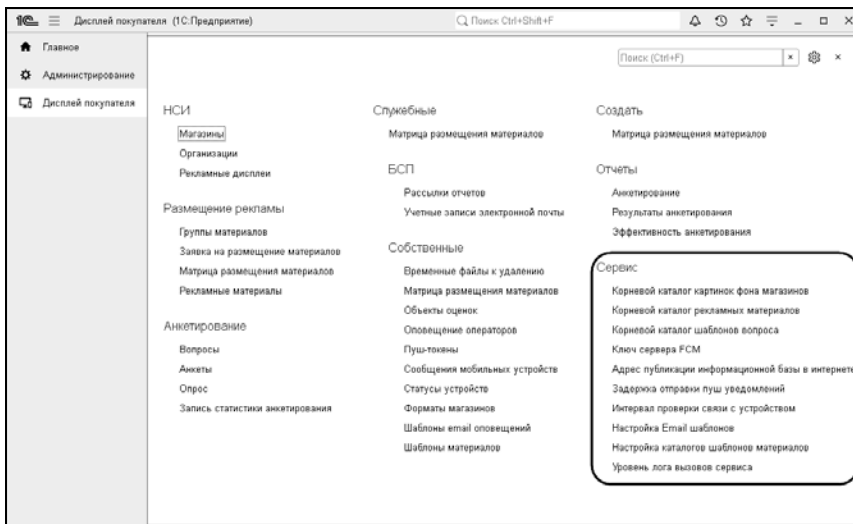 1С Дисплей покупателя (1С:Предприятие) Поиск Ctrl+Shift+F
Главное
Администрирование
Дисплей покупателя
Поиск (Ctrl+F)
НСИ
Магазины
Организации
Рекламные дисплеи
Размещение рекламы
Группы материалов
Заявка на размещение материалов
Матрица размещения материалов
Рекламные материалы
Анкетирование
Вопросы
Анкеты
Опрос
Запись статистики анкетирования
Служебные
Матрица размещения материалов
БСП
Рассылки отчетов
Учетные записи электронной почты
Собственные
Временные файлы к удалению
Матрица размещения материалов
Объекты оценок
Оповещение операторов
Пуш-токены
Сообщения мобильных устройств
Статусы устройств
Форматы магазинов
Шаблоны email оповещений
Шаблоны материалов
Создать
Матрица размещения материалов
Отчеты
Анкетирование
Результаты анкетирования
Эффективность анкетирования
Сервис
Корневой каталог картинок фона магазинов
Корневой каталог рекламных материалов
Корневой каталог шаблонов вопроса
Ключ сервера FCM
Адрес публикации информационной базы в интернете
Задержка отправки пуш уведомлений
Интервал проверки связи с устройством
Настройка Email шаблонов
Настройка каталогов шаблонов материалов
Уровень лога вызовов сервиса